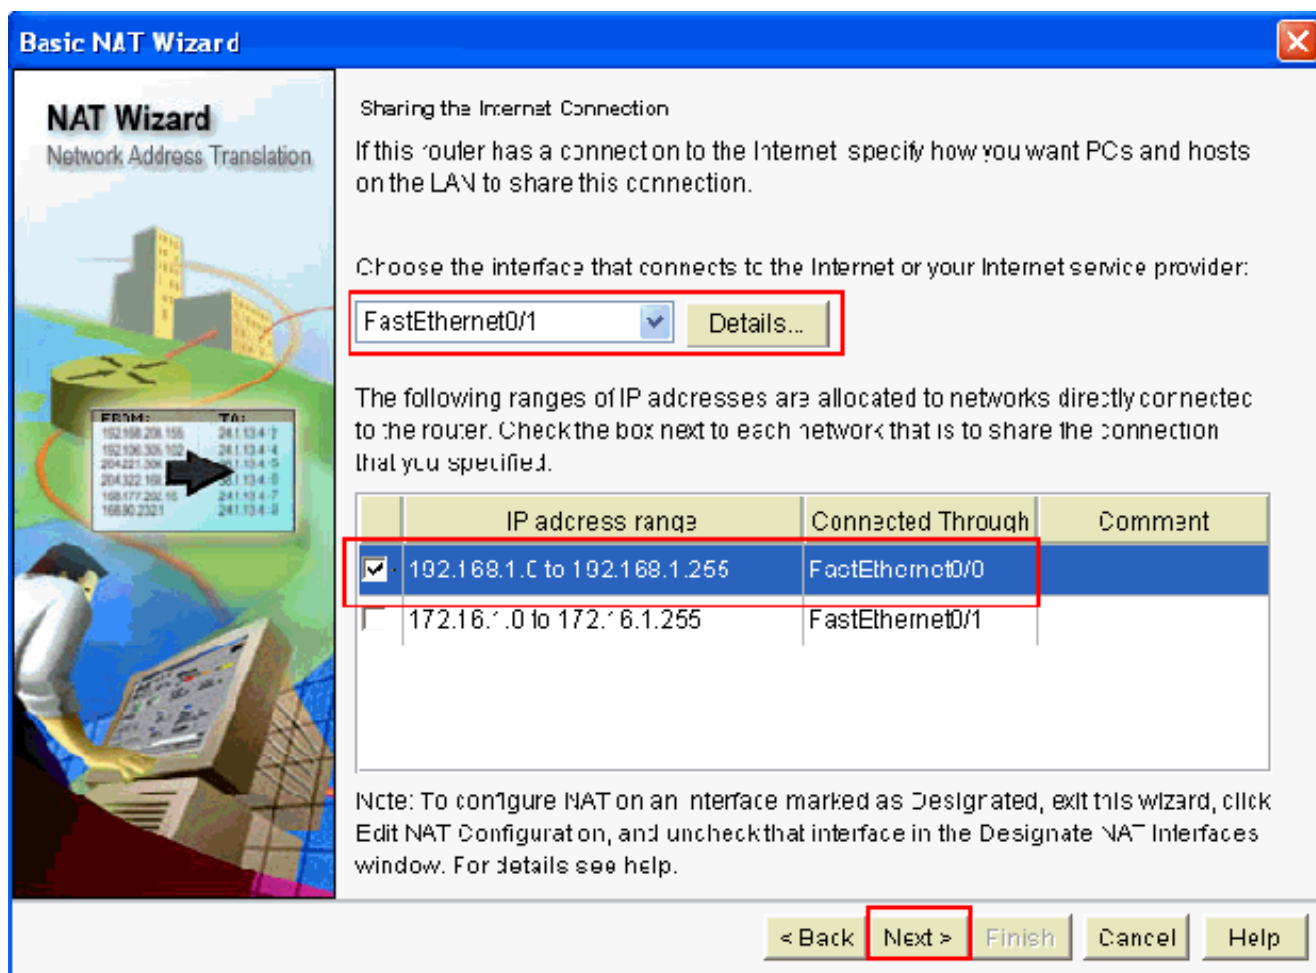 Basic NAT Wizard
NAT Wizard
Network Address Translation
FROM: TO:
Sharing the Internet Connection
If this router has a connection to the Internet, specify how you want PCs and hosts
on the LAN to share this connection.
Choose the interface that connects to the Internet or your Internet service provider:
FastEthernet0/1 Details...
The following ranges of IP addresses are allocated to networks directly connected
to the router. Check the box next to each network that is to share the connection
that you specified.
IP address range Connected Through Comment
192.168.1.0 to 192.168.1.255 FastEthernet0/0
172.16.1.0 to 172.16.1.255 FastEthernet0/1
Note: To configure NAT on an interface marked as Designated, exit this wizard, click
Edit NAT Configuration, and uncheck that interface in the Designate NAT Interfaces
window. For details see help.
< Back Next > Finish Cancel Help